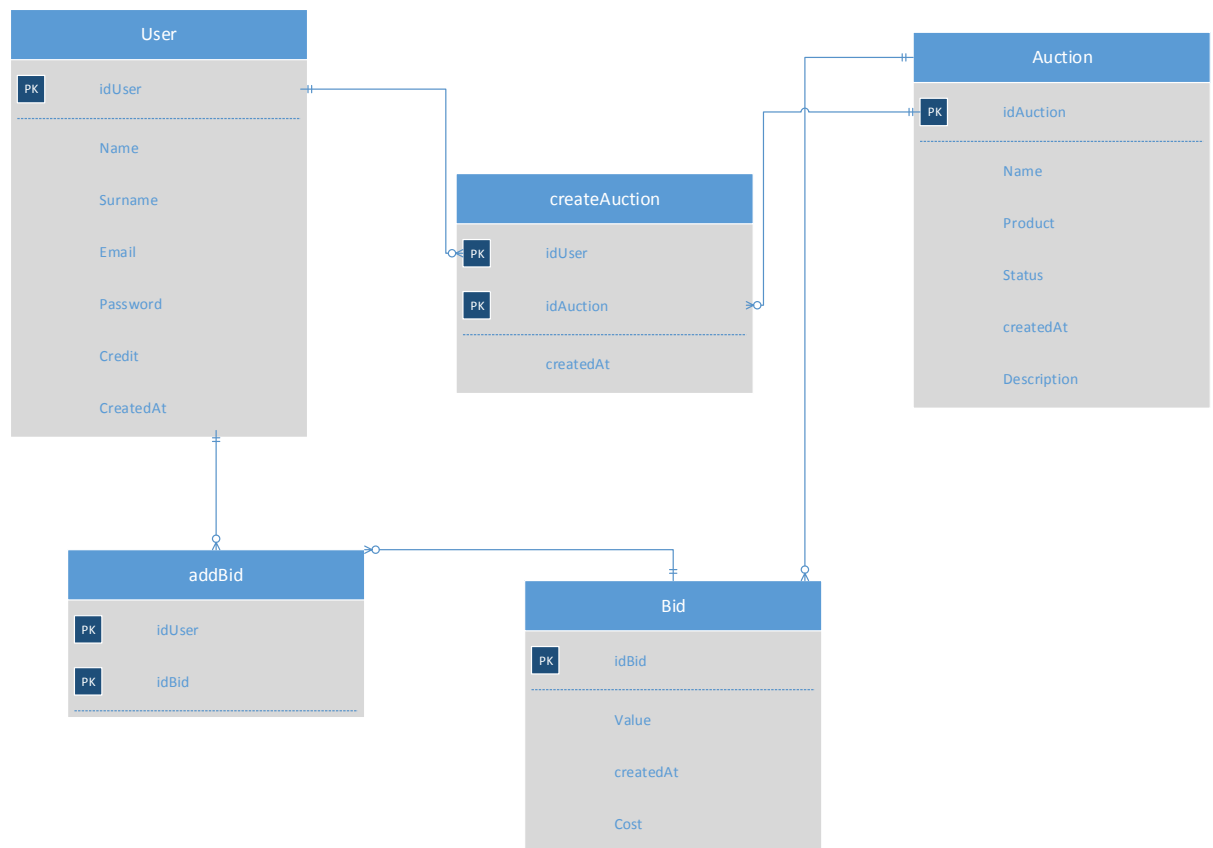 User
PK idUser
Name
Surname
Email
Password
Credit
CreatedAt
createAuction
PK idUser
PK idAuction
createdAt
Auction
PK idAuction
Name
Product
Status
createdAt
Description
addBid
PK idUser
PK idBid
Bid
PK idBid
Value
createdAt
Cost